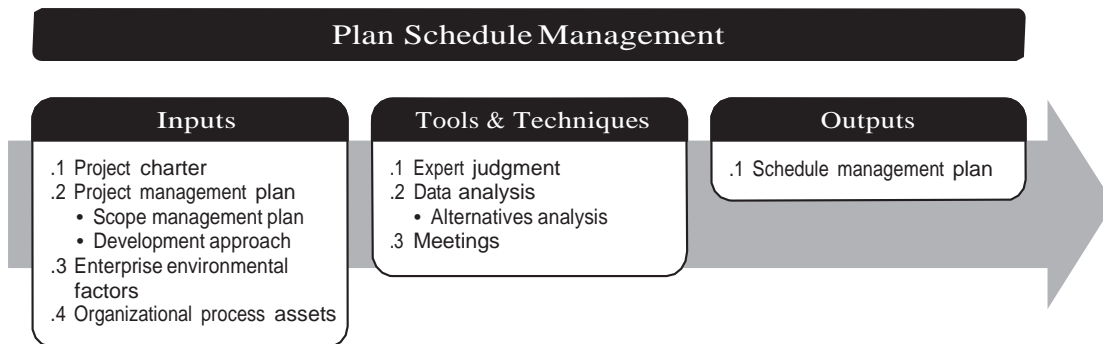 Plan Schedule Management
Inputs
.1 Project charter
.2 Project management plan
• Scope management plan
• Development approach
.3 Enterprise environmental
factors
.4 Organizational process assets
Tools & Techniques
.1 Expert judgment
.2 Data analysis
• Alternatives analysis
.3 Meetings
Outputs
.1 Schedule management plan